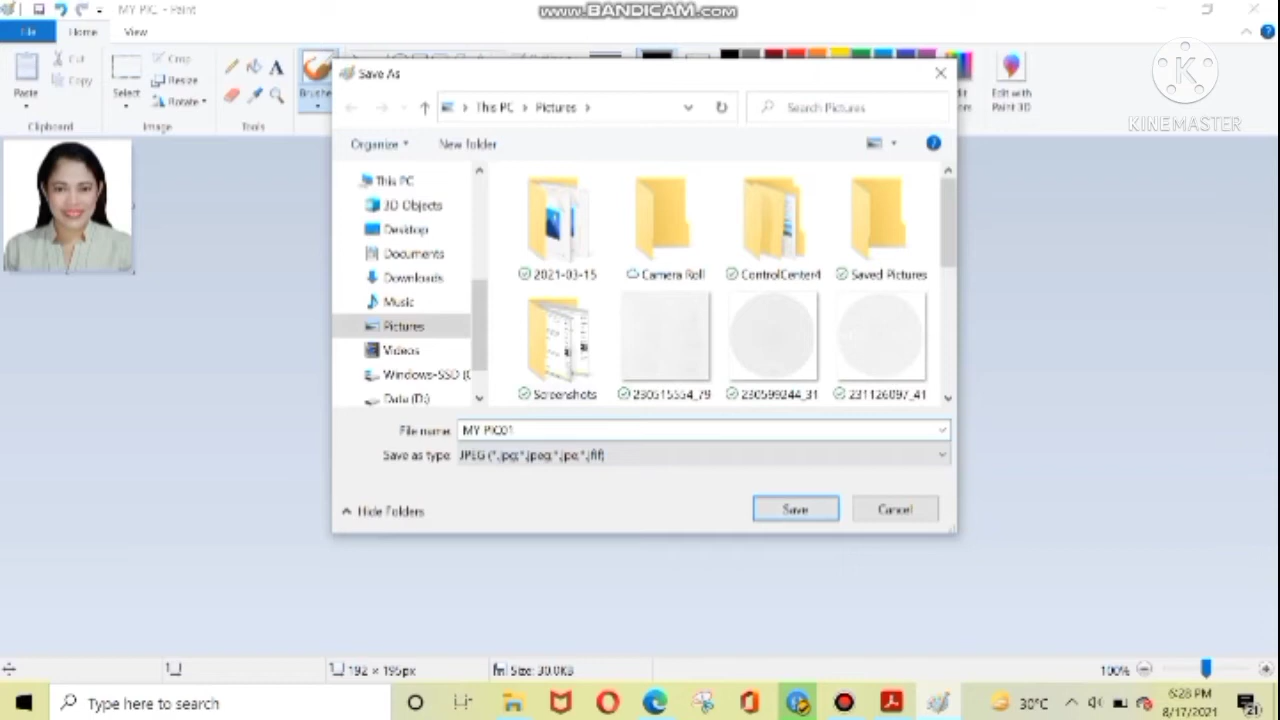 www.BANDICAM.com
MY PIC - Paint
File Home View
Paste
Cut
Copy
Clipboard
Select
Crop
Resize
Rotate
Image
Tools
Brushes
Edit with
Paint 3D
KINEMASTER
Save As
This PC > Pictures >
Search Pictures
Organize
New folder
This PC
3D Objects
Desktop
Documents
Downloads
Music
Pictures
Videos
Windows-SSD (C
Data (D:)
2021-03-15
Camera Roll
ControlCenter4
Saved Pictures
Screenshots
230515554_79
230599244_31
231126097_41
File name: MY PIC01
Save as type: JPEG (*.jpg;*.jpeg;*.jpe;*.jfif)
Hide Folders
Save
Cancel
192 × 195px
Size: 30.0KB
100%
Type here to search
30°C
6:28 PM
8/17/2021
21